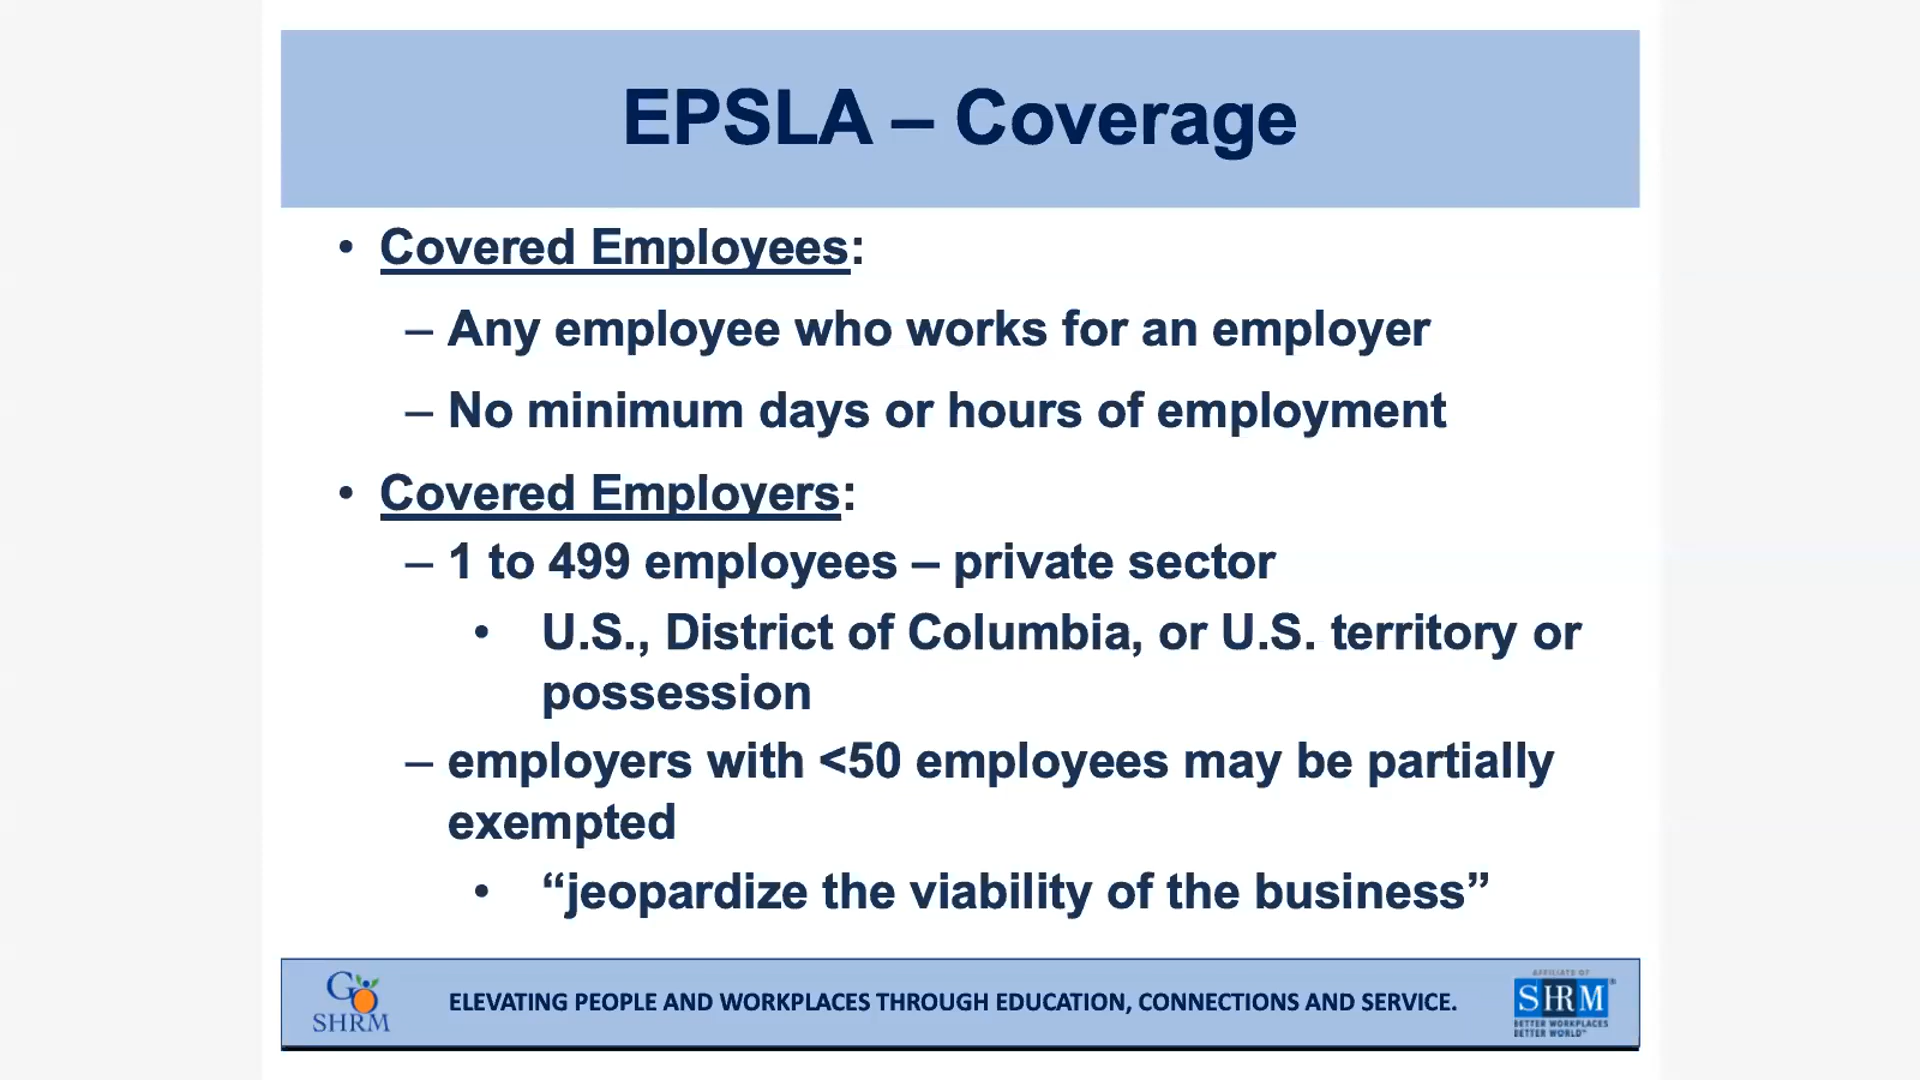 EPSLA – Coverage
• Covered Employees:
– Any employee who works for an employer
– No minimum days or hours of employment
• Covered Employers:
– 1 to 499 employees – private sector
• U.S., District of Columbia, or U.S. territory or
possession
– employers with <50 employees may be partially
exempted
• “jeopardize the viability of the business”
GO
SHRM
ELEVATING PEOPLE AND WORKPLACES THROUGH EDUCATION, CONNECTIONS AND SERVICE.
AFFILIATE OF
SHRM®
BETTER WORKPLACES
BETTER WORLD™